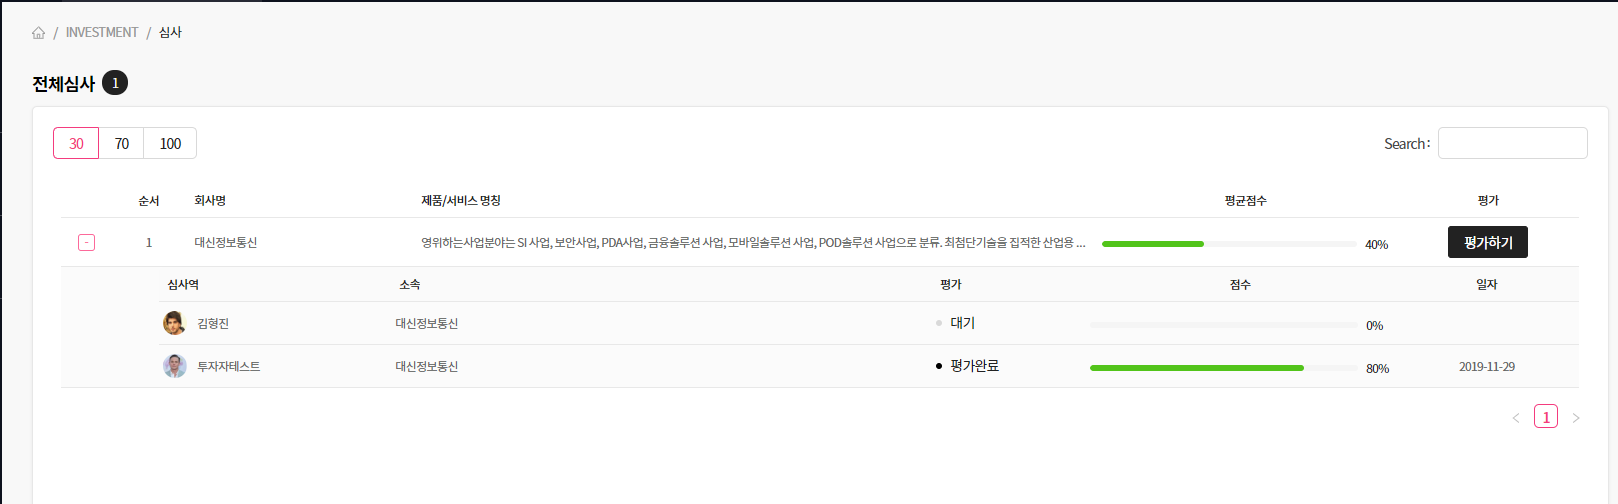 / INVESTMENT / 심사
전체심사 1
30 70 100 Search :
순서 회사명 제품/서비스 명칭 평균점수 평가
- 1 대신정보통신 영위하는사업분야는 SI 사업, 보안사업, PDA사업, 금융솔루션 사업, 모바일솔루션 사업, POD솔루션 사업으로 분류. 최첨단기술을 집적한 산업용 ... 40% 평가하기
심사역 소속 평가 점수 일자
김형진 대신정보통신 대기 0%
투자자테스트 대신정보통신 평가완료 80% 2019-11-29
< 1 >